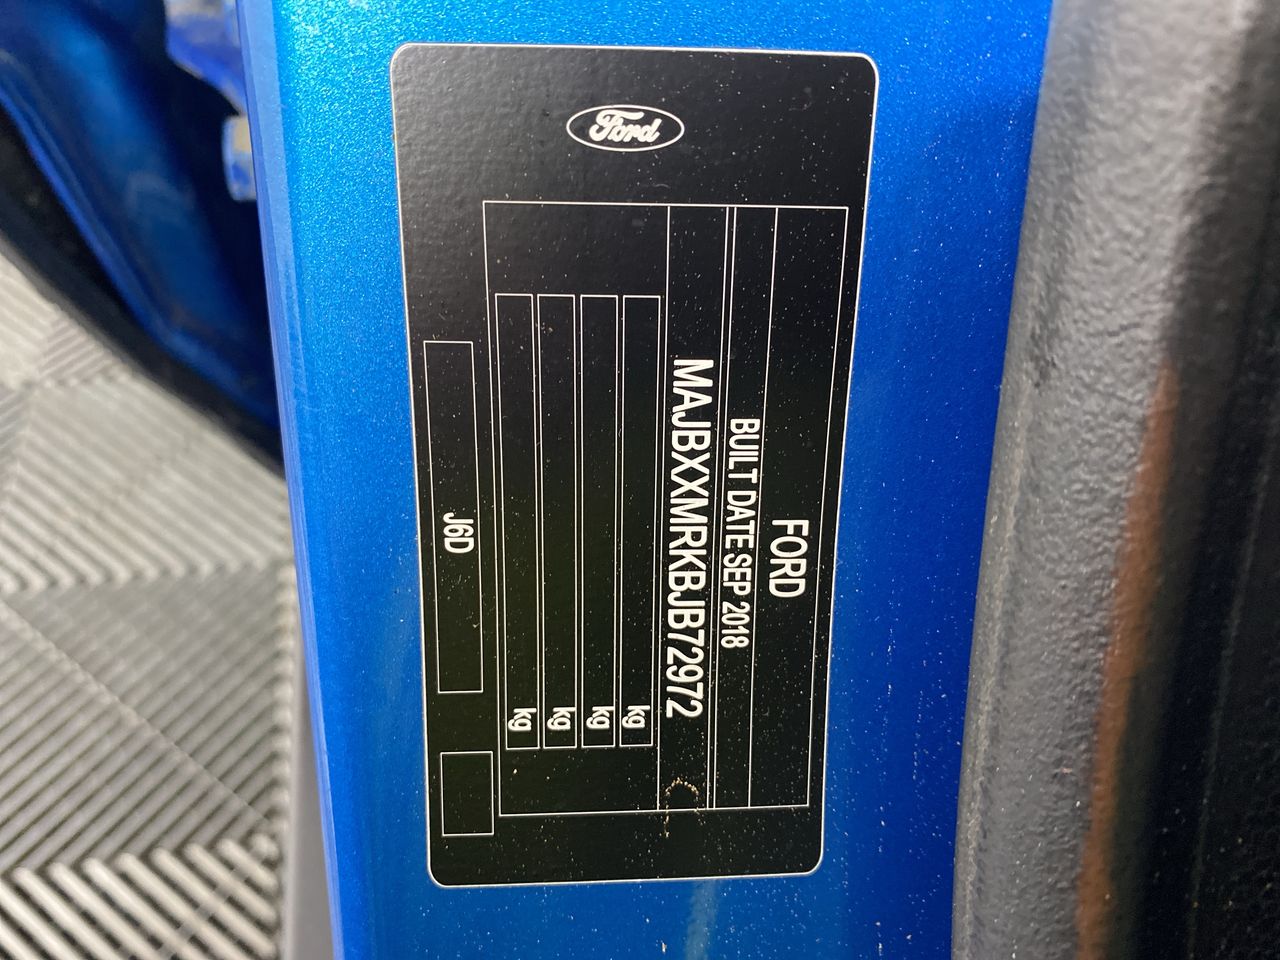 Ford
FORD
BUILT DATE SEP 2018
MAJBXXMRKBJB72972
kg
kg
kg
kg
J6D